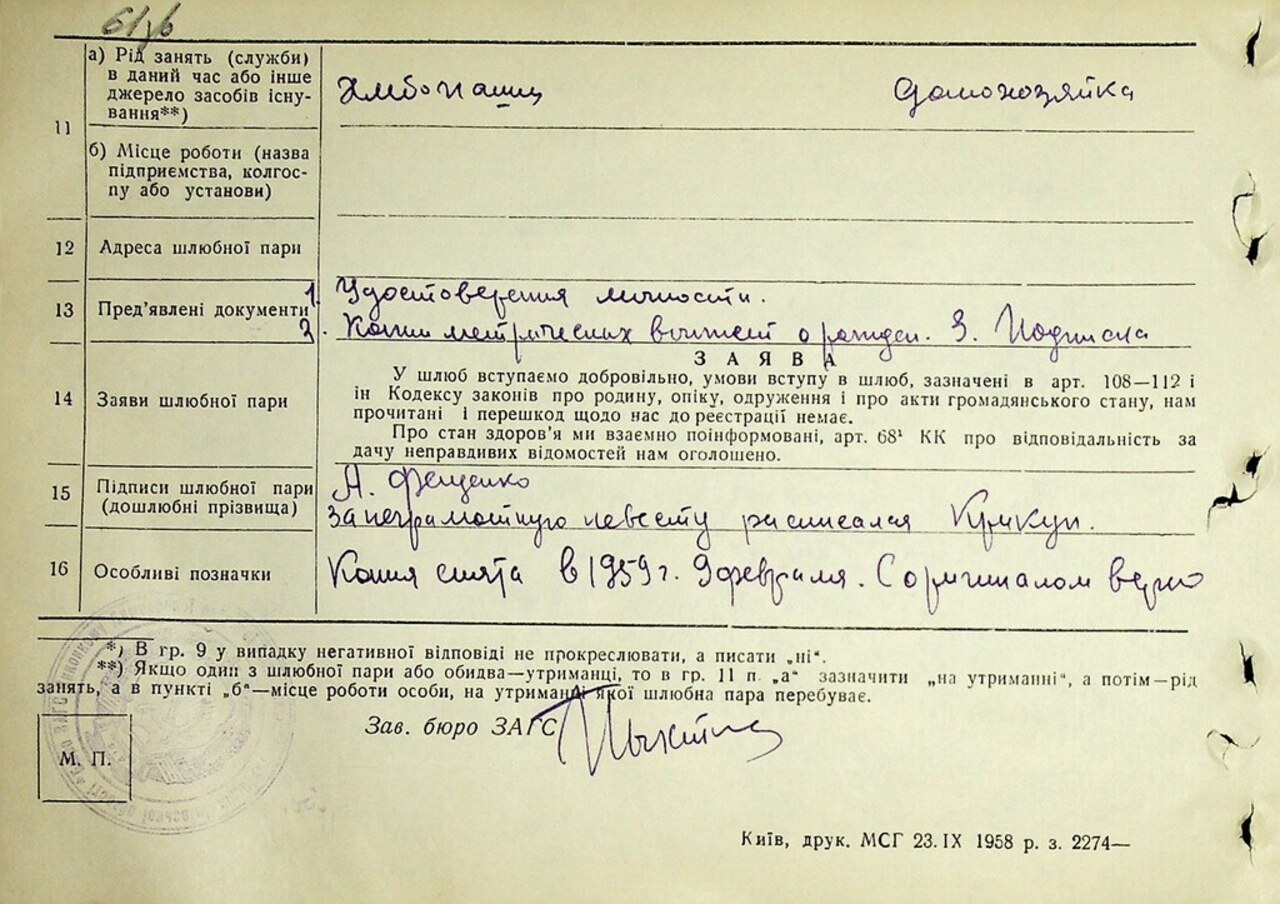 61/6
11
а) Рід занять (служби)
в даний час або інше
джерело засобів існу-
вання**)
Хлебопашец
Домохозяйка
б) Місце роботи (назва
підприємства, колгос-
пу або установи)
12
Адреса шлюбної пари
13
Пред’явлені документи
1. Удостоверения личности.
2. Копии метрических о рожден. 3. Подписка
14
Заяви шлюбної пари
ЗАЯВА
У шлюб вступаємо добровільно, умови вступу в шлюб, зазначені в арт. 108—112 і
ін Кодексу законів про родину, опіку, одруження і про акти громадянського стану, нам
прочитані і перешкод щодо нас до реєстрації немає.
Про стан здоров’я ми взаємно поінформовані, арт. 68¹ КК про відповідальність за
дачу неправдивих відомостей нам оголошено.
15
Підписи шлюбної пари
(дошлюбні прізвища)
А. Фещенко
За неграмотную невесту расписался Крикун.
16
Особливі позначки
Копия снята в 1959 г. 9 февраля. С оригиналом верно
*) В гр. 9 у випадку негативної відповіді не прокреслювати, а писати „ні“.
**) Якщо один з шлюбної пари або обидва—утриманці, то в гр. 11 п. „а“ зазначити „на утриманні“, а потім—рід
занять, а в пункті „б“—місце роботи особи, на утриманні якої шлюбна пара перебуває.
Зав. бюро ЗАГС
М. П.
Київ, друк. МСГ 23.IX 1958 р. з. 2274—